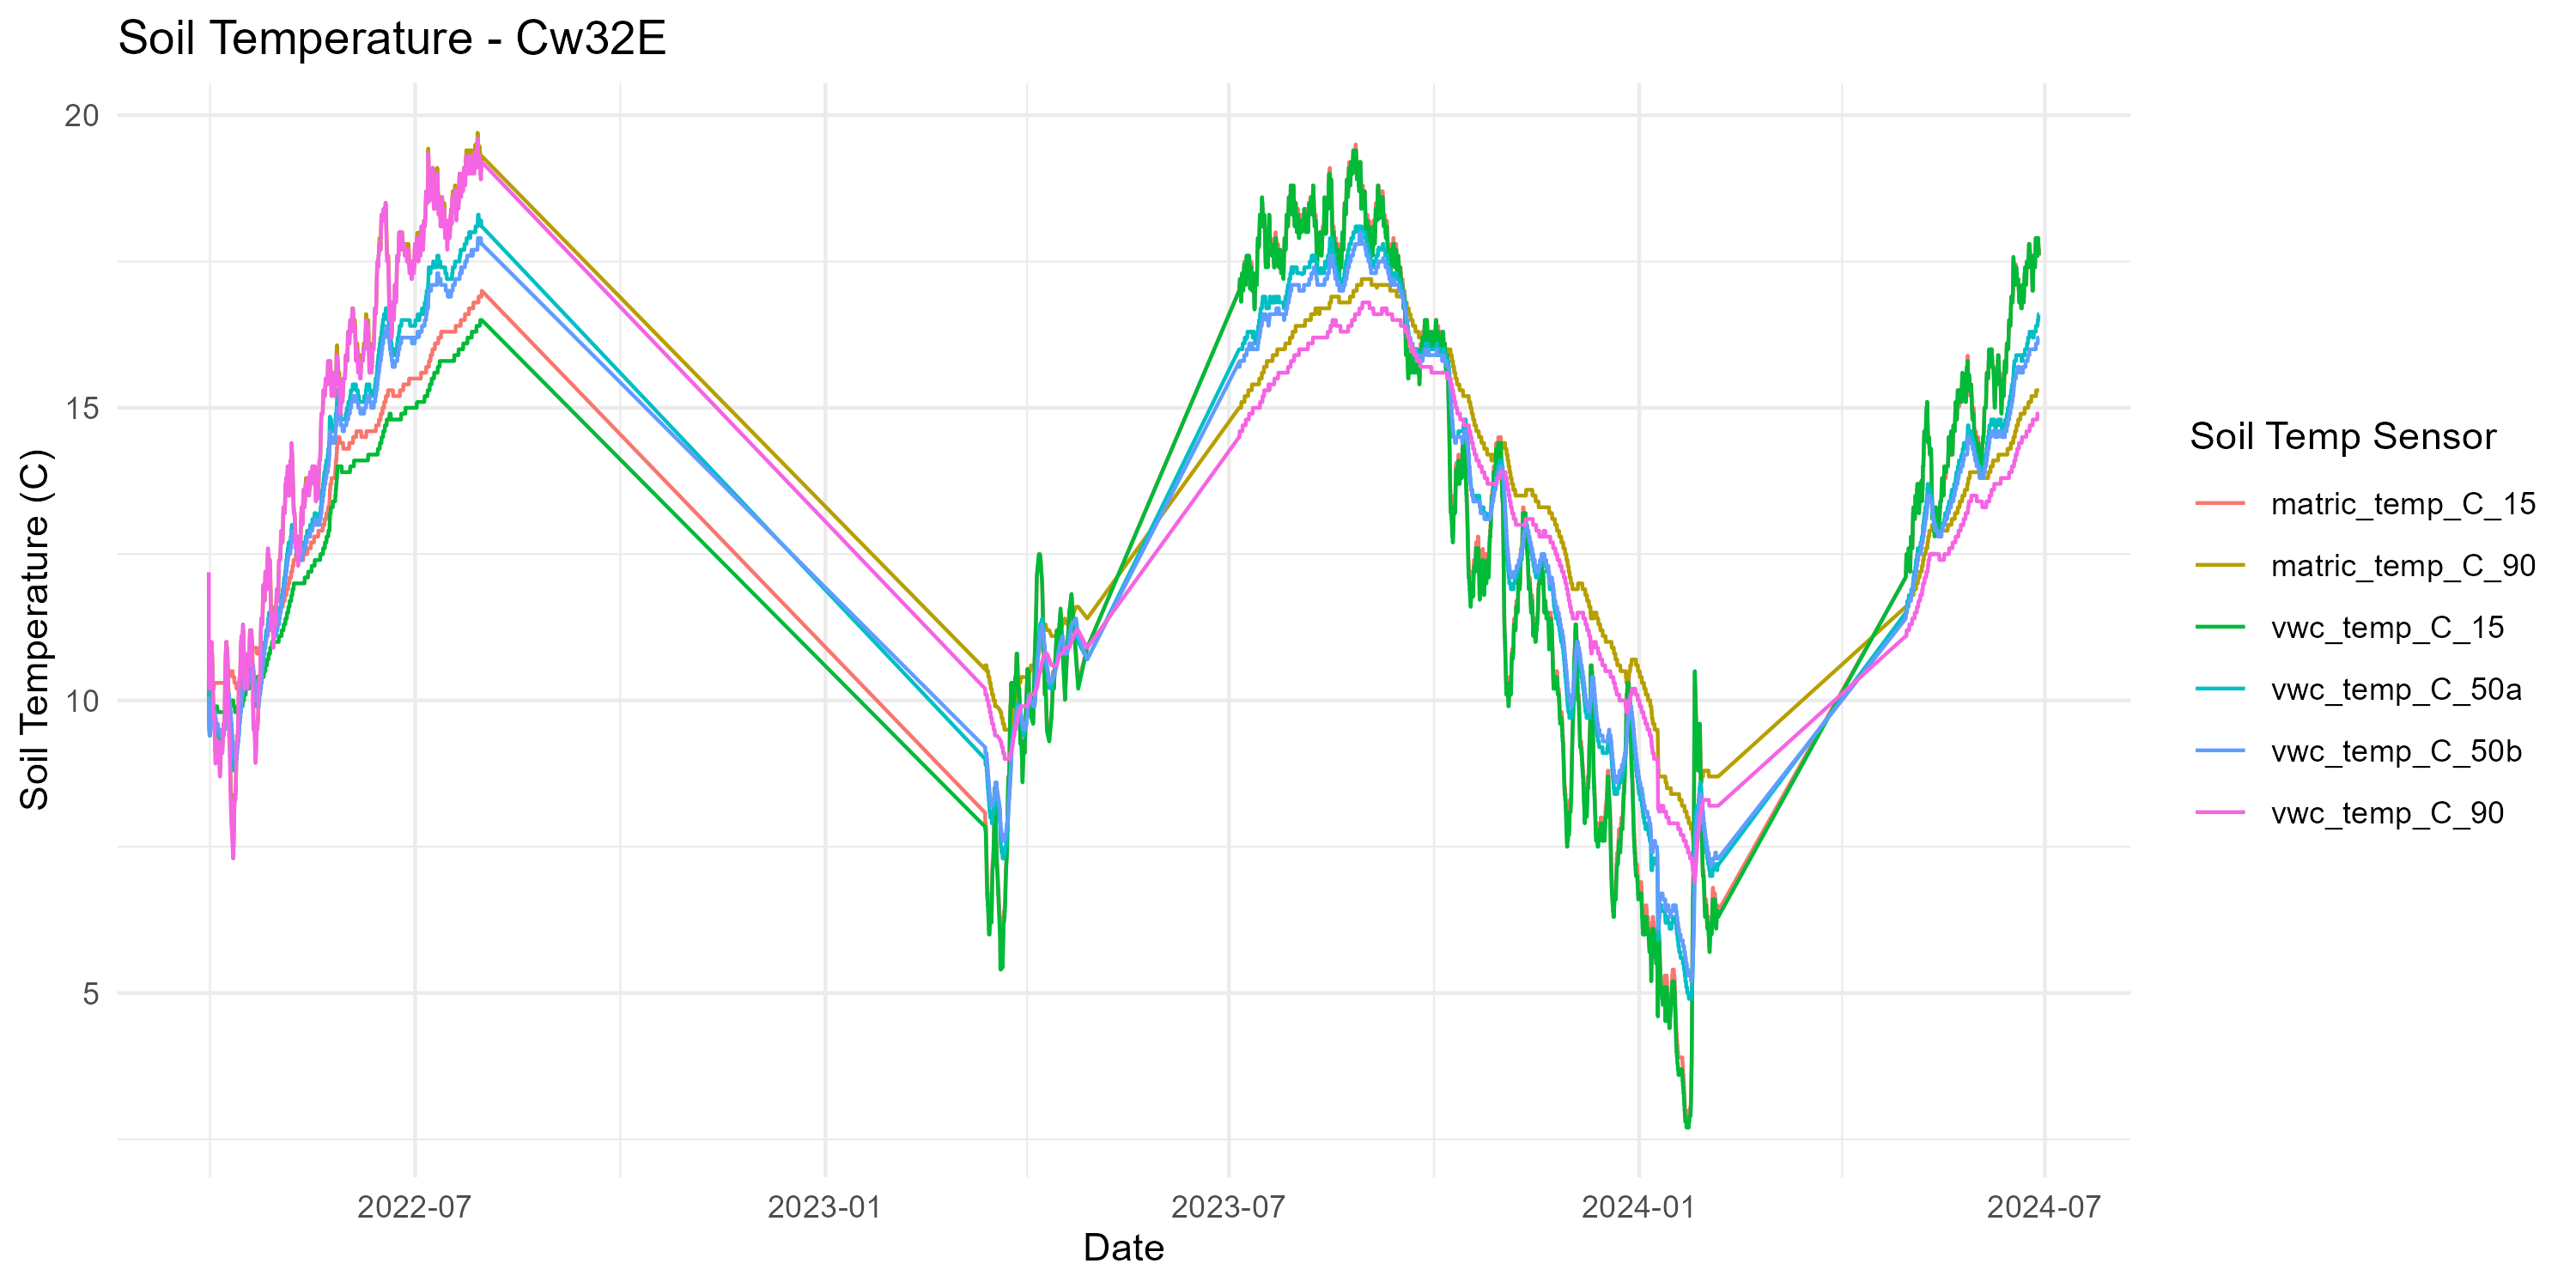 Soil Temperature - Cw32E
20
15
10
5
Soil Temperature (C)
2022-07
2023-01
2023-07
2024-01
2024-07
Date
Soil Temp Sensor
matric_temp_C_15
matric_temp_C_90
vwc_temp_C_15
vwc_temp_C_50a
vwc_temp_C_50b
vwc_temp_C_90